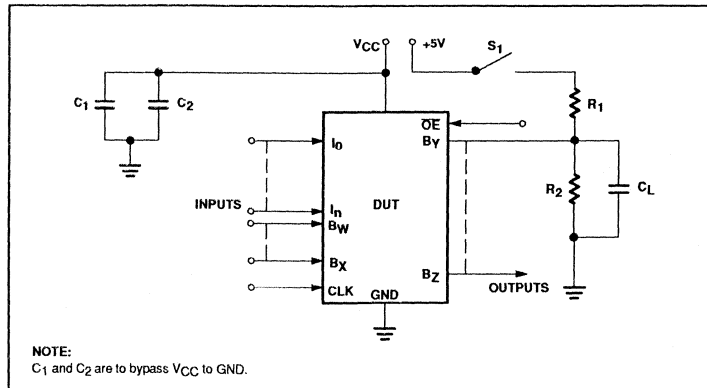 VCC +5V S1
C1 C2 R1
OE
I0 BY
R2 CL
INPUTS In DUT
BW
BX BZ
OUTPUTS
CLK GND
NOTE:
C1 and C2 are to bypass VCC to GND.